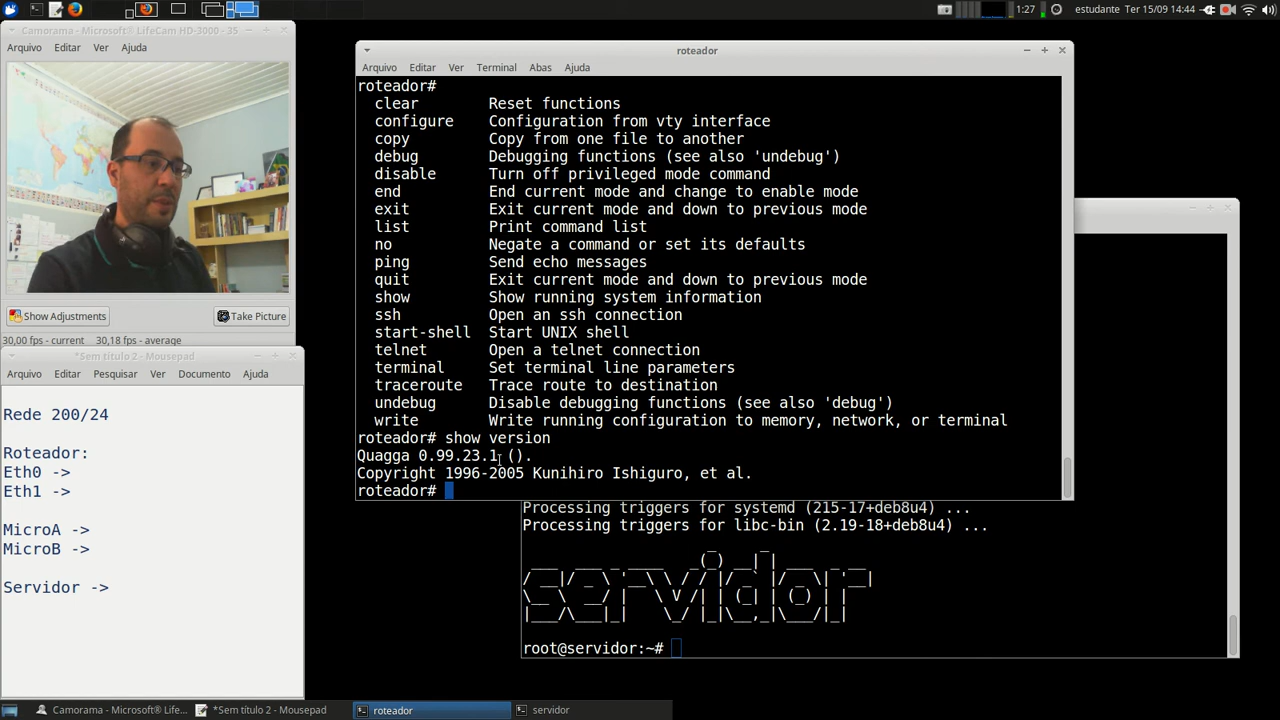 1:27
estudante
Ter 15/09 14:44
Camorama - Microsoft® LifeCam HD-3000 - 35
Arquivo Editar Ver Ajuda
Show Adjustments
Take Picture
30,00 fps - current 30,18 fps - average
*Sem título 2 - Mousepad
Arquivo Editar Pesquisar Ver Documento Ajuda
Rede 200/24
Roteador:
Eth0 ->
Eth1 ->
MicroA ->
MicroB ->
Servidor ->
roteador
Arquivo Editar Ver Terminal Abas Ajuda
roteador#
clear Reset functions
configure Configuration from vty interface
copy Copy from one file to another
debug Debugging functions (see also 'undebug')
disable Turn off privileged mode command
end End current mode and change to enable mode
exit Exit current mode and down to previous mode
list Print command list
no Negate a command or set its defaults
ping Send echo messages
quit Exit current mode and down to previous mode
show Show running system information
ssh Open an ssh connection
start-shell Start UNIX shell
telnet Open a telnet connection
terminal Set terminal line parameters
traceroute Trace route to destination
undebug Disable debugging functions (see also 'debug')
write Write running configuration to memory, network, or terminal
roteador# show version
Quagga 0.99.23.1 ().
Copyright 1996-2005 Kunihiro Ishiguro, et al.
roteador#
Processing triggers for systemd (215-17+deb8u4) ...
Processing triggers for libc-bin (2.19-18+deb8u4) ...
servidor
root@servidor:~#
Camorama - Microsoft® LifeC...
*Sem título 2 - Mousepad
roteador
servidor